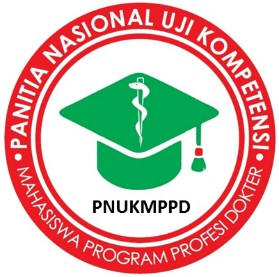 • PANITIA NASIONAL UJI KOMPETENSI •
PNUKMPPD
MAHASISWA PROGRAM PROFESI DOKTER